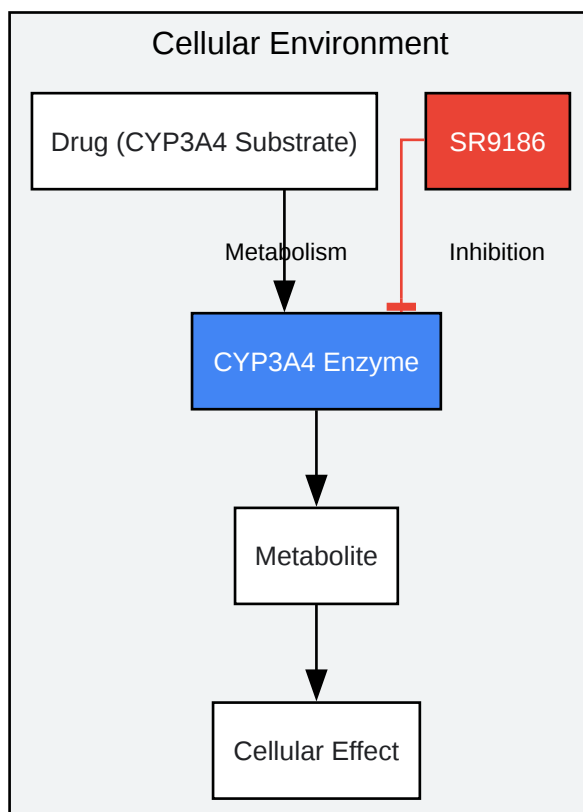 Cellular Environment
Drug (CYP3A4 Substrate)
SR9186
Metabolism
Inhibition
CYP3A4 Enzyme
Metabolite
Cellular Effect